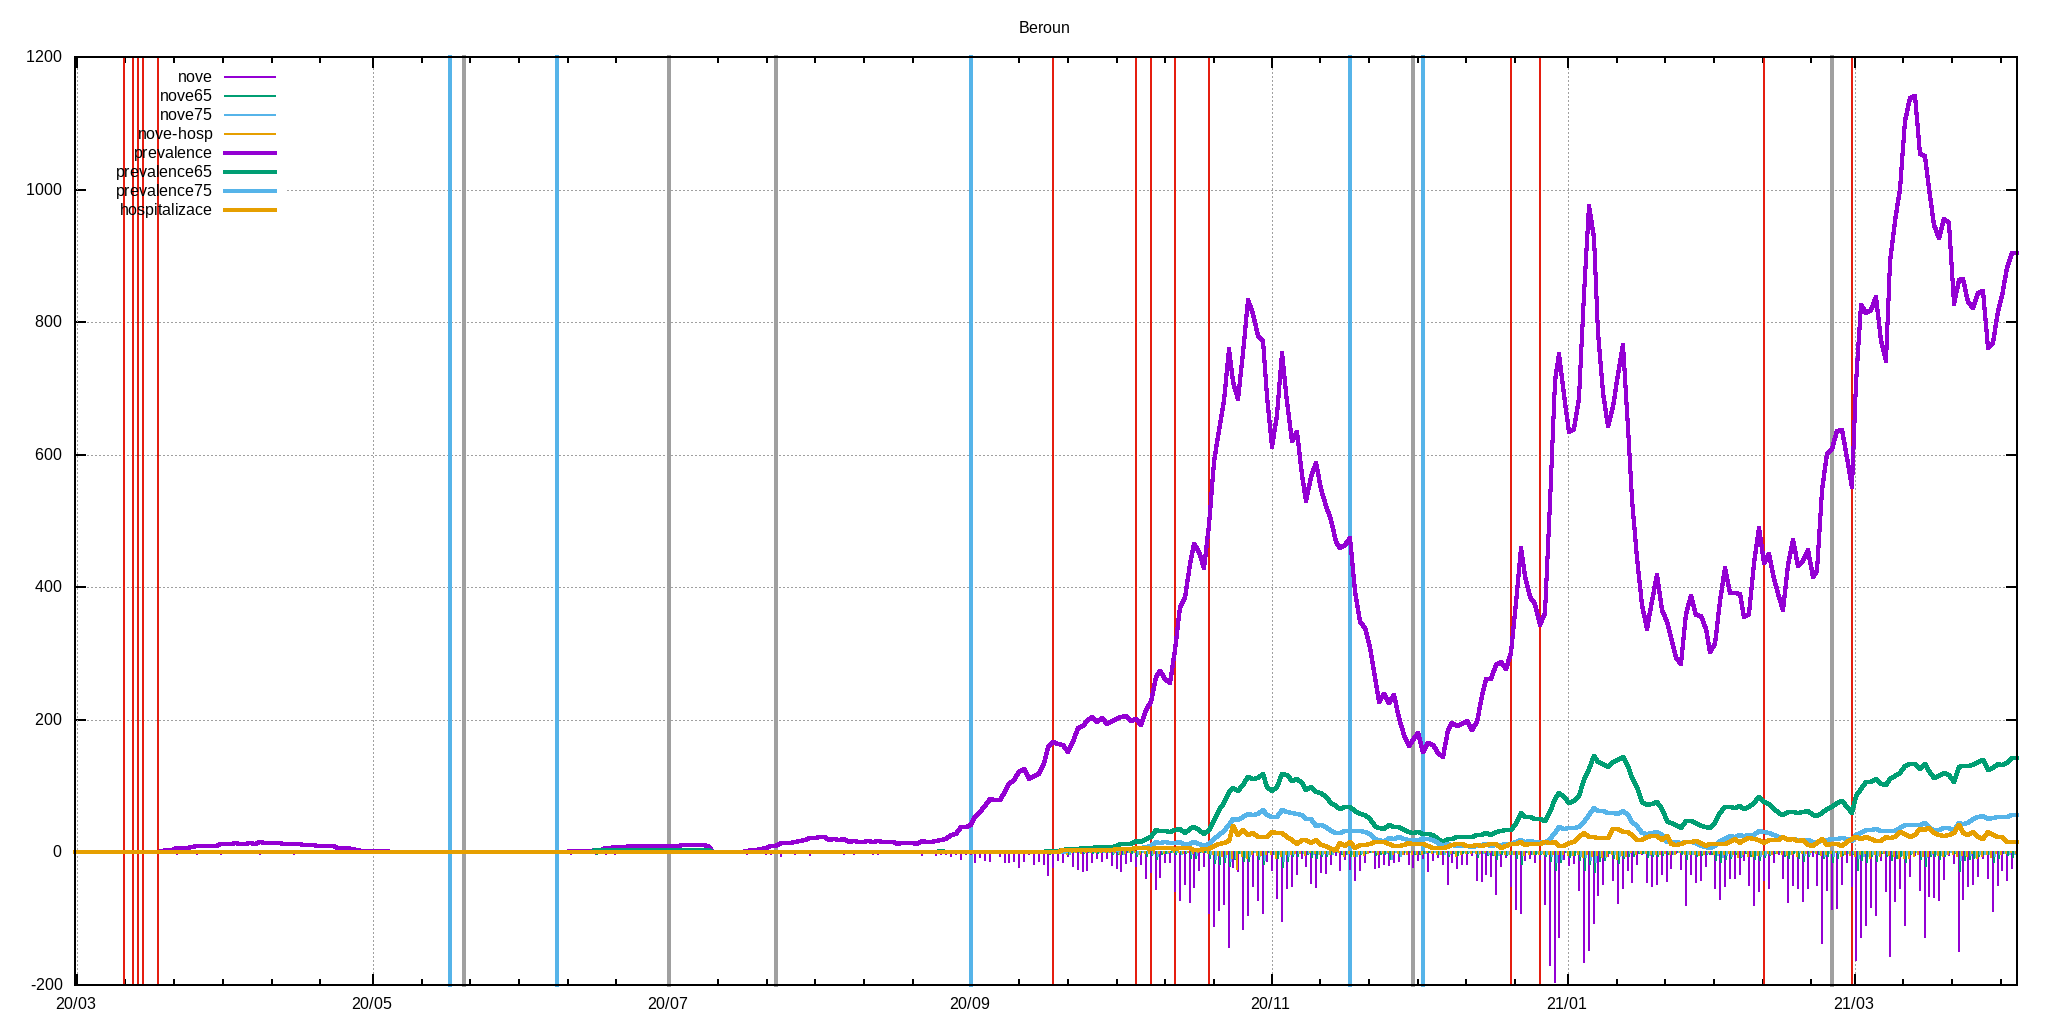 Beroun
1200
1000
800
600
400
200
0
-200
nove
nove65
nove75
nove-hosp
prevalence
prevalence65
prevalence75
hospitalizace
20/03 20/05 20/07 20/09 20/11 21/01 21/03